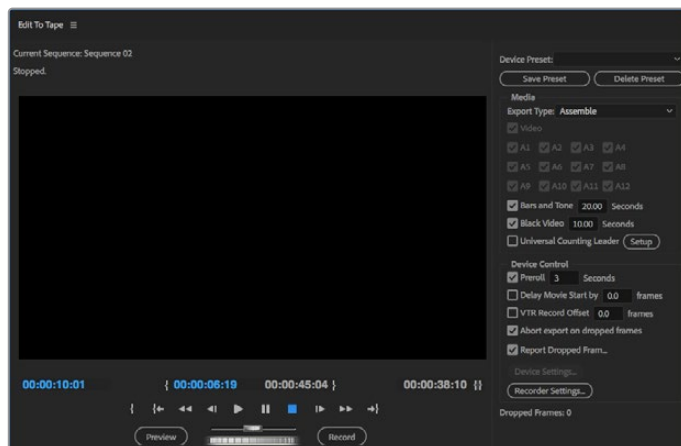 Edit To Tape
Current Sequence: Sequence 02
Stopped.
00:00:10:01 { 00:00:06:19 00:00:45:04 } 00:00:38:10 {}
Preview Record
Device Preset:
Save Preset Delete Preset
Media
Export Type: Assemble
Video
A1 A2 A3 A4
A5 A6 A7 A8
A9 A10 A11 A12
Bars and Tone 20.00 Seconds
Black Video 10.00 Seconds
Universal Counting Leader Setup
Device Control
Preroll 3 Seconds
Delay Movie Start by 0.0 frames
VTR Record Offset 0.0 frames
Abort export on dropped frames
Report Dropped Fram...
Device Settings...
Recorder Settings...
Dropped Frames: 0